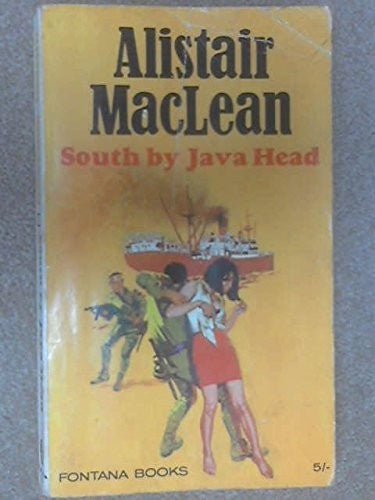 Alistair
MacLean
South by Java Head
FONTANA BOOKS
5/-